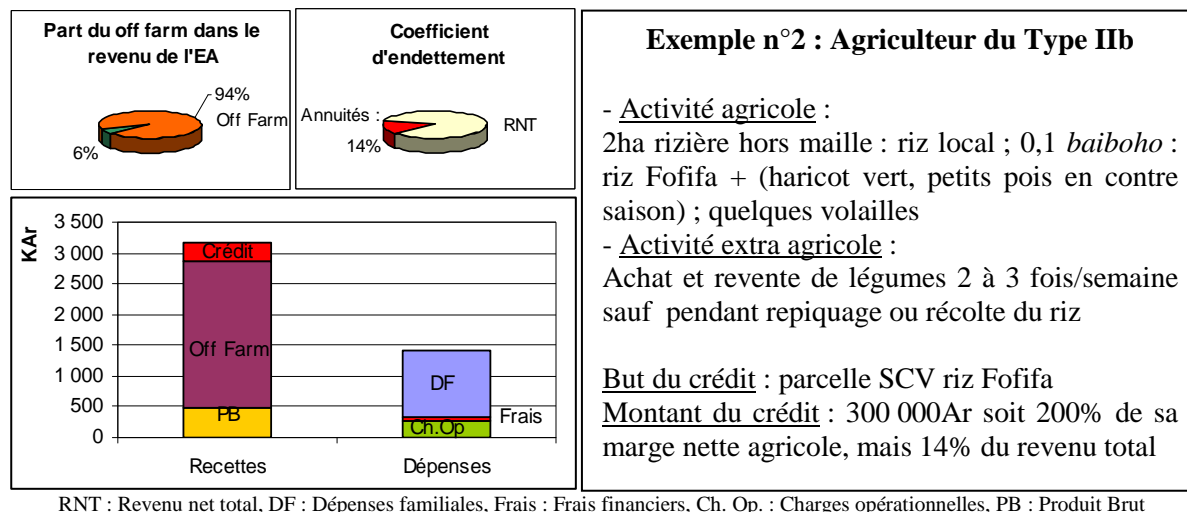 Part du off farm dans le
revenu de l'EA
94%
Off Farm
6%
Coefficient
d'endettement
Annuités :
14%
RNT
KAr
3 500
3 000
2 500
2 000
1 500
1 000
500
0
Crédit
Off Farm
PB
DF
Frais
Ch.Op
Recettes
Dépenses
Exemple n°2 : Agriculteur du Type IIb
- Activité agricole :
2ha rizière hors maille : riz local ; 0,1 baiboho :
riz Fofifa + (haricot vert, petits pois en contre
saison) ; quelques volailles
- Activité extra agricole :
Achat et revente de légumes 2 à 3 fois/semaine
sauf pendant repiquage ou récolte du riz
But du crédit : parcelle SCV riz Fofifa
Montant du crédit : 300 000Ar soit 200% de sa
marge nette agricole, mais 14% du revenu total
RNT : Revenu net total, DF : Dépenses familiales, Frais : Frais financiers, Ch. Op. : Charges opérationnelles, PB : Produit Brut